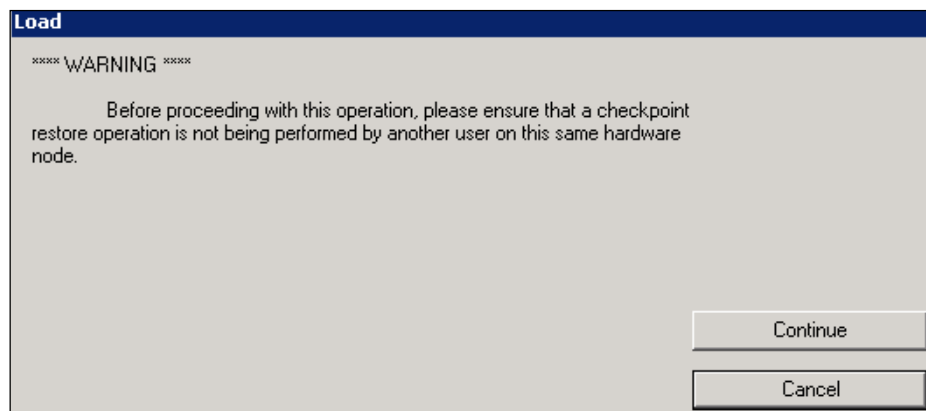 Load
**** WARNING ****
Before proceeding with this operation, please ensure that a checkpoint
restore operation is not being performed by another user on this same hardware
node.
Continue
Cancel